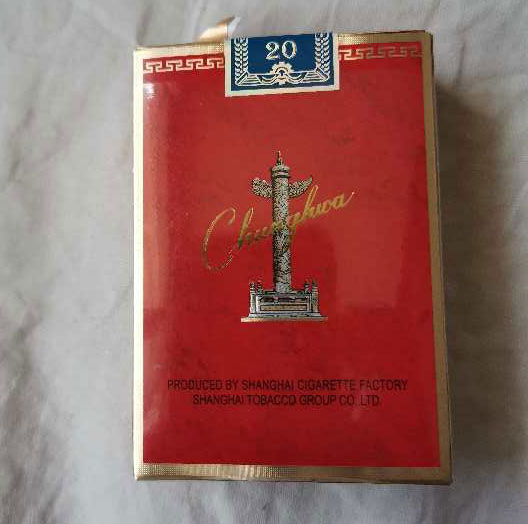 20
Chunghwa
PRODUCED BY SHANGHAI CIGARETTE FACTORY
SHANGHAI TOBACCO GROUP CO.,LTD.